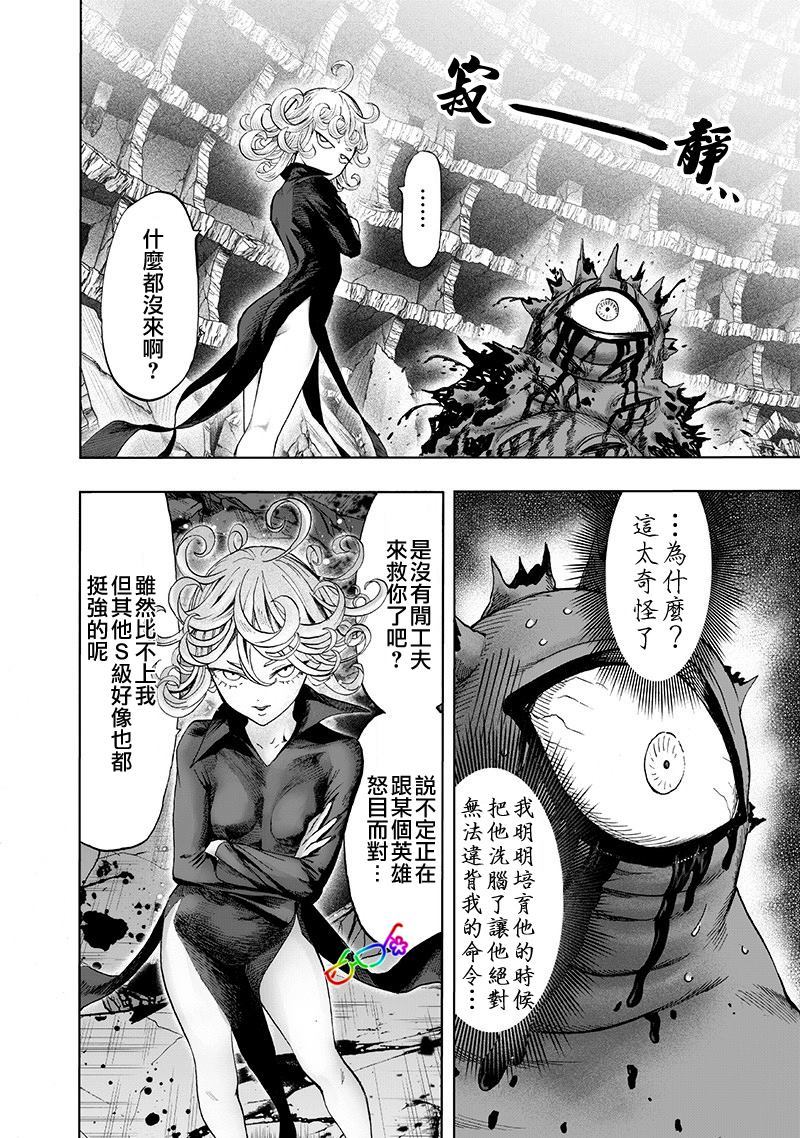 寂──靜…
……
什麼都沒來啊？
…為什麼？
這太奇怪了
我明明培育他的時候
把他洗腦了讓他絕對
無法違背我的命令…
是沒有閒工夫
來救你了吧？
說不定正在
跟某個英雄
怒目而對…
雖然比不上我
但其他S級好像也都
挺強的呢